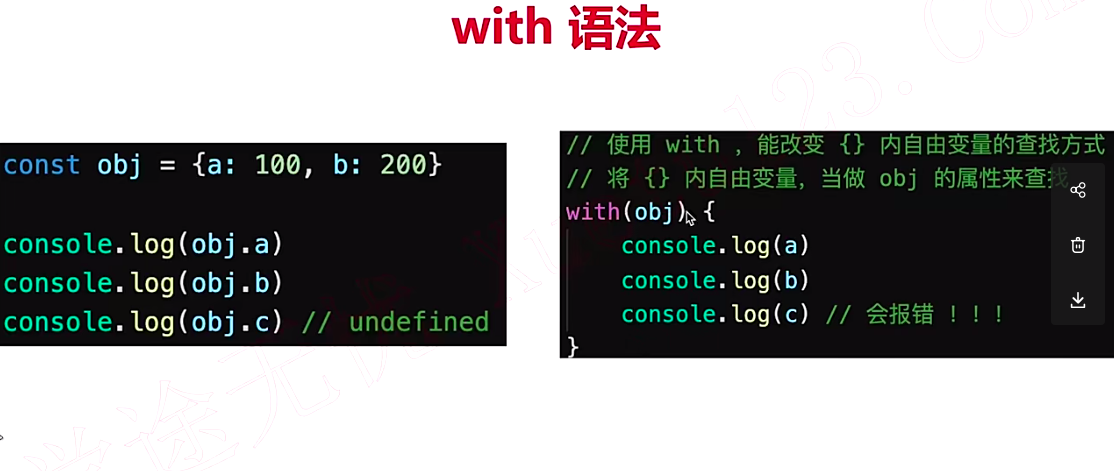 with 语法
const obj = {a: 100, b: 200}
console.log(obj.a)
console.log(obj.b)
console.log(obj.c) // undefined
// 使用 with ，能改变 {} 内自由变量的查找方式
// 将 {} 内自由变量，当做 obj 的属性来查找
with(obj) {
console.log(a)
console.log(b)
console.log(c) // 会报错 ！！！
}